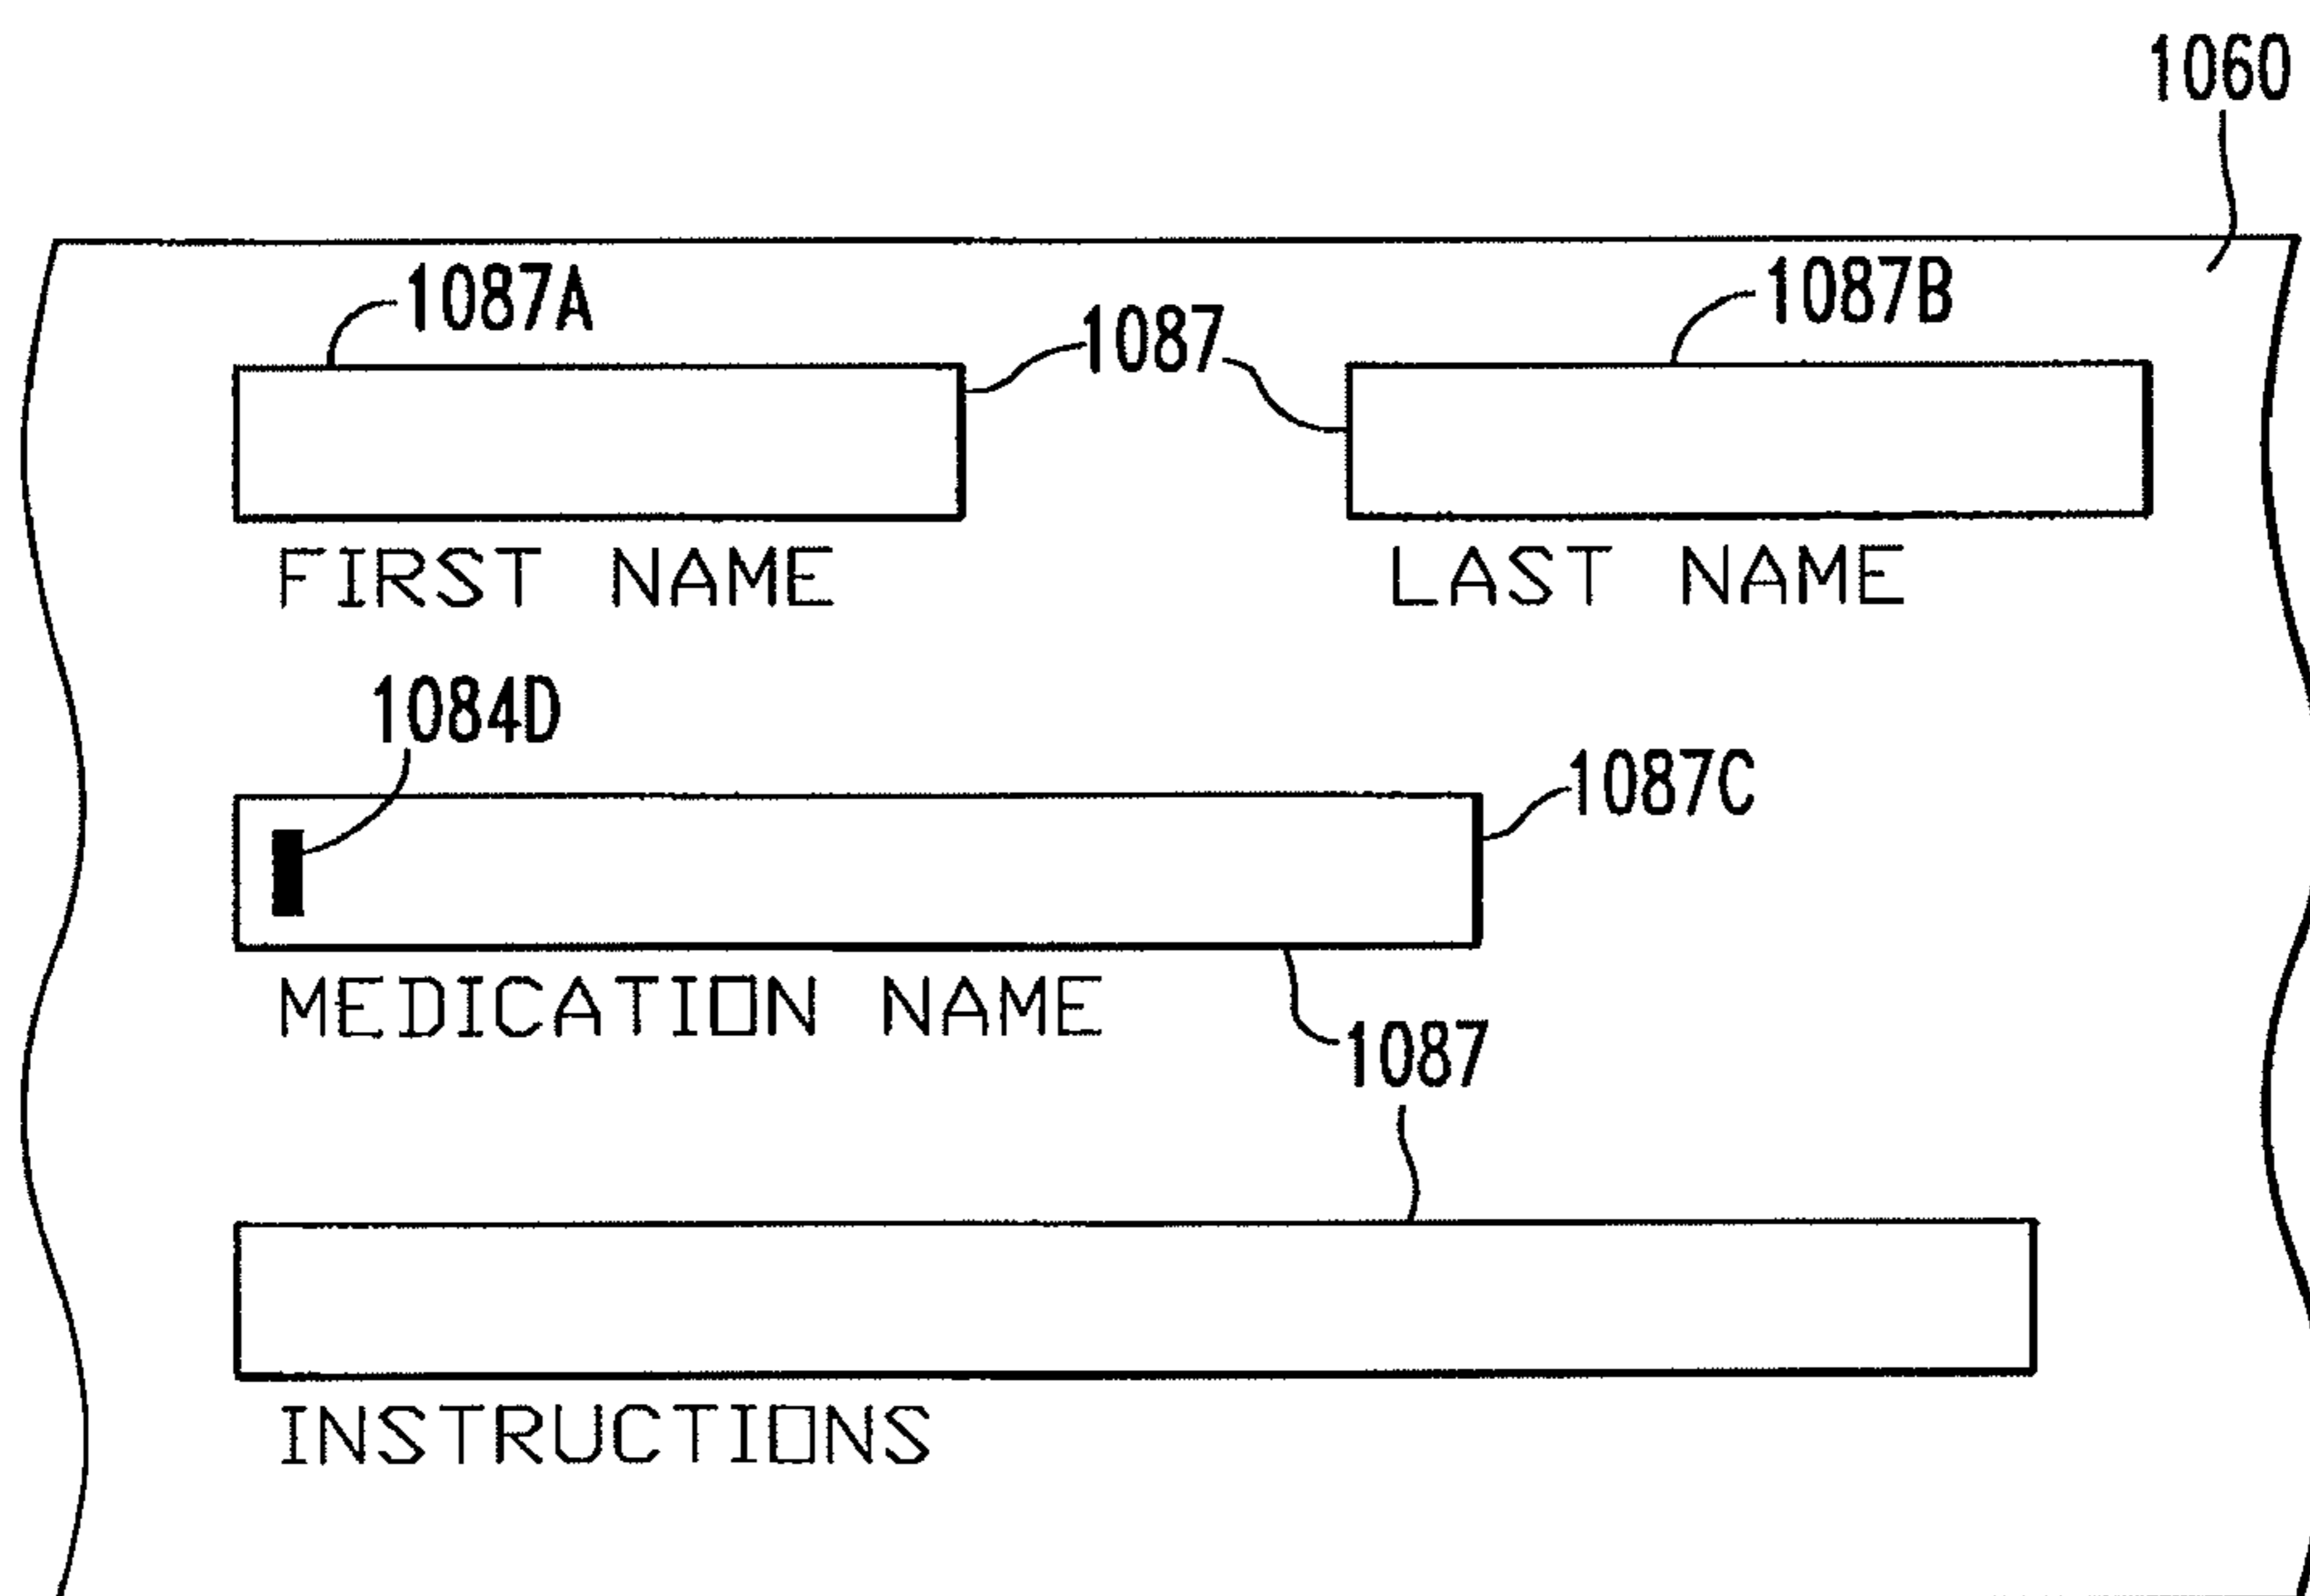 1060
1087A 1087 1087B
FIRST NAME LAST NAME
1084D
1087C
MEDICATION NAME
1087
INSTRUCTIONS